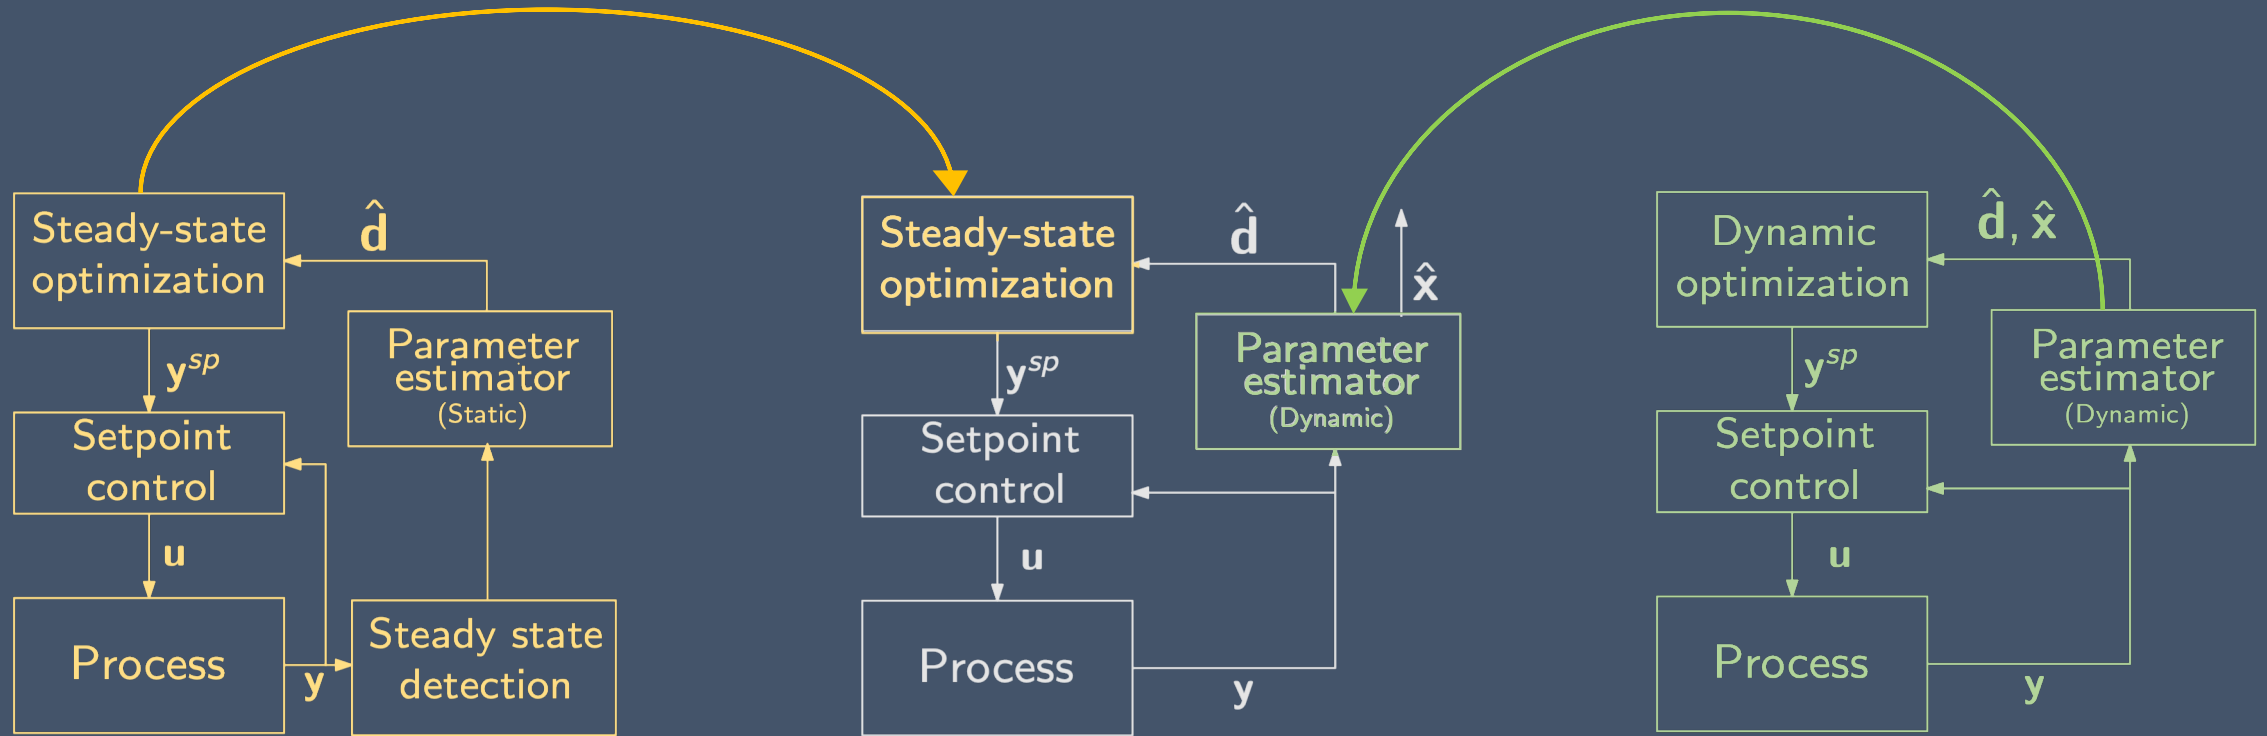 Steady-state
optimization
d̂
Parameter
estimator
(Static)
y^sp
Setpoint
control
u
Process
y
Steady state
detection
Steady-state
optimization
d̂
x̂
Parameter
estimator
(Dynamic)
y^sp
Setpoint
control
u
Process
y
Dynamic
optimization
d̂, x̂
Parameter
estimator
(Dynamic)
y^sp
Setpoint
control
u
Process
y